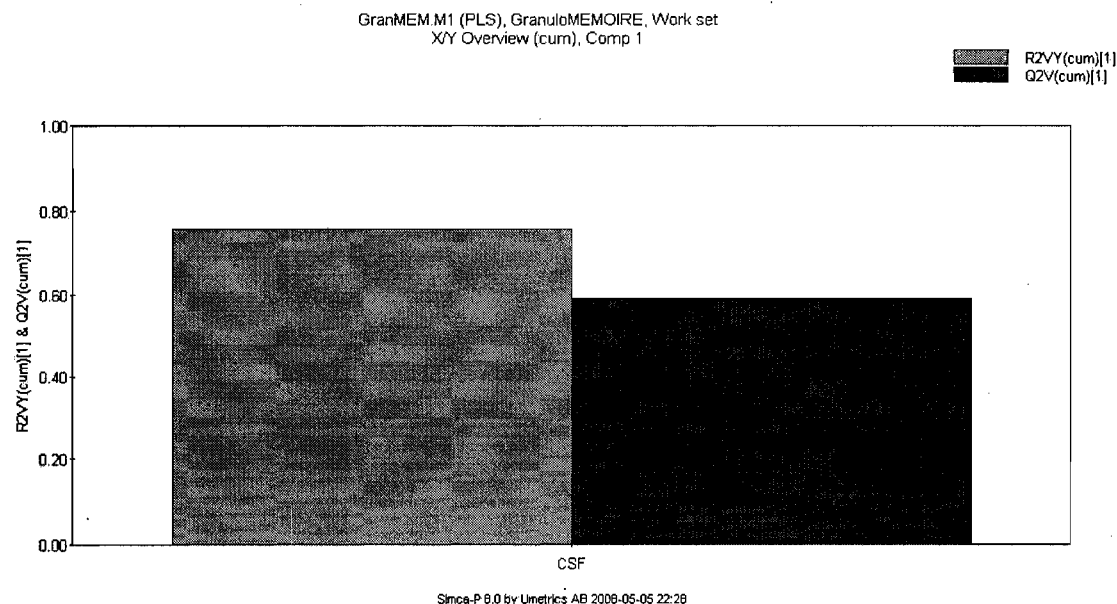 GranMEM.M1 (PLS), GranuloMEMOIRE, Work set
X/Y Overview (cum), Comp 1
R2VY(cum)[1]
Q2V(cum)[1]
1.00
0.80
0.60
0.40
0.20
0.00
R2VY(cum)[1] & Q2V(cum)[1]
CSF
Simca-P 8.0 by Umetrics AB 2008-05-05 22:28